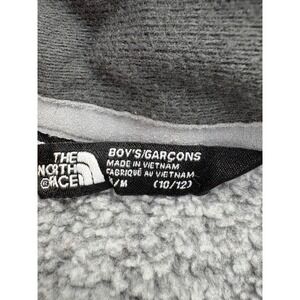 THE
NORTH
FACE
BOY'S/GARÇONS
MADE IN VIETNAM
FABRIQUÉ AU VIETNAM
/M (10/12)